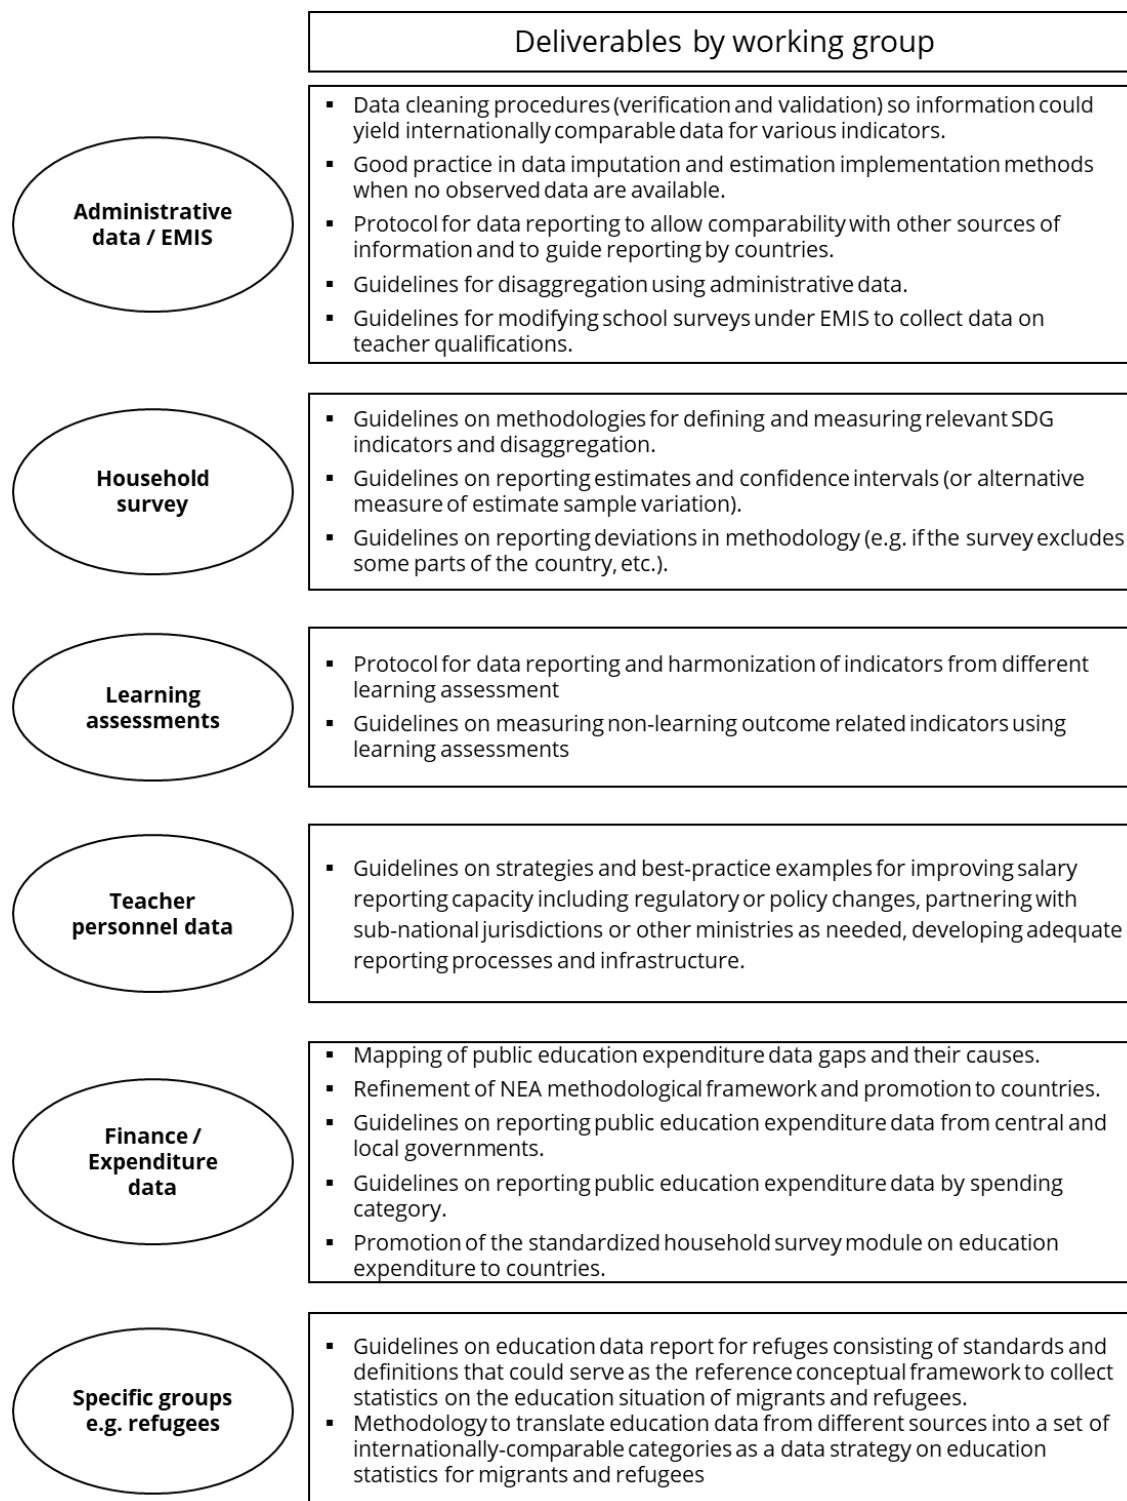 Deliverables by working group
Administrative
data / EMIS
▪ Data cleaning procedures (verification and validation) so information could
yield internationally comparable data for various indicators.
▪ Good practice in data imputation and estimation implementation methods
when no observed data are available.
▪ Protocol for data reporting to allow comparability with other sources of
information and to guide reporting by countries.
▪ Guidelines for disaggregation using administrative data.
▪ Guidelines for modifying school surveys under EMIS to collect data on
teacher qualifications.
Household
survey
▪ Guidelines on methodologies for defining and measuring relevant SDG
indicators and disaggregation.
▪ Guidelines on reporting estimates and confidence intervals (or alternative
measure of estimate sample variation).
▪ Guidelines on reporting deviations in methodology (e.g. if the survey excludes
some parts of the country, etc.).
Learning
assessments
▪ Protocol for data reporting and harmonization of indicators from different
learning assessment
▪ Guidelines on measuring non-learning outcome related indicators using
learning assessments
Teacher
personnel data
▪ Guidelines on strategies and best-practice examples for improving salary
reporting capacity including regulatory or policy changes, partnering with
sub-national jurisdictions or other ministries as needed, developing adequate
reporting processes and infrastructure.
Finance /
Expenditure
data
▪ Mapping of public education expenditure data gaps and their causes.
▪ Refinement of NEA methodological framework and promotion to countries.
▪ Guidelines on reporting public education expenditure data from central and
local governments.
▪ Guidelines on reporting public education expenditure data by spending
category.
▪ Promotion of the standardized household survey module on education
expenditure to countries.
Specific groups
e.g. refugees
▪ Guidelines on education data report for refuges consisting of standards and
definitions that could serve as the reference conceptual framework to collect
statistics on the education situation of migrants and refugees.
▪ Methodology to translate education data from different sources into a set of
internally-comparable categories as a data strategy on education
statistics for migrants and refugees